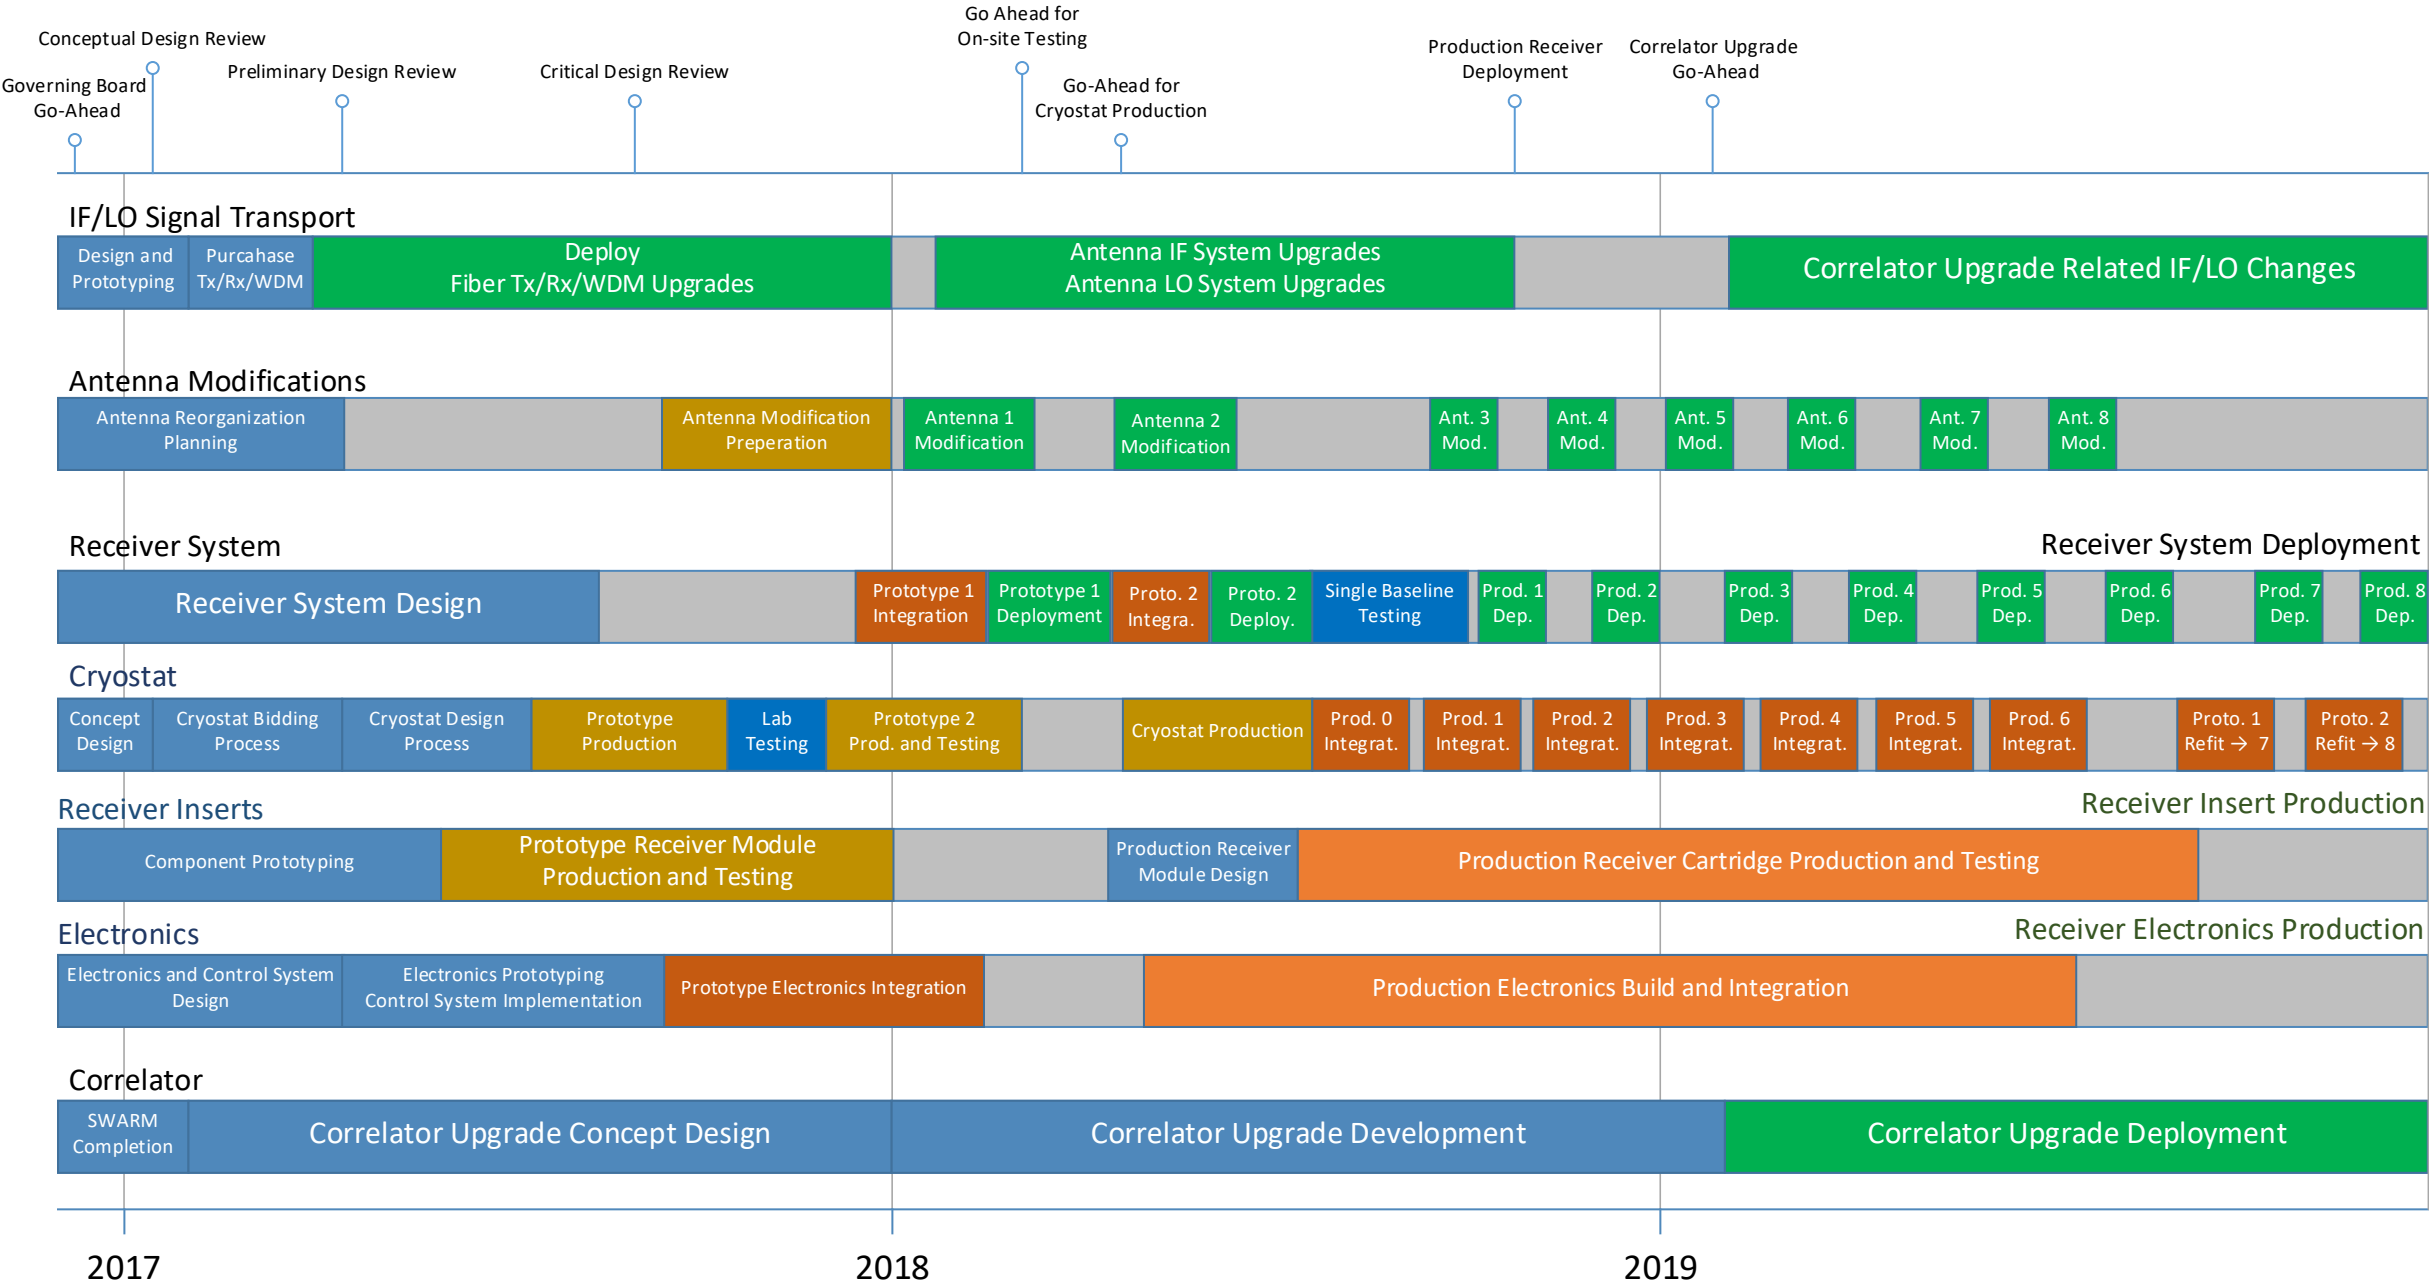 Go Ahead for
On-site Testing
Conceptual Design Review
Production Receiver
Deployment
Correlator Upgrade
Go-Ahead
Preliminary Design Review
Critical Design Review
Governing Board
Go-Ahead
Go-Ahead for
Cryostat Production
IF/LO Signal Transport
Design and
Prototyping
Purcahase
Tx/Rx/WDM
Deploy
Fiber Tx/Rx/WDM Upgrades
Antenna IF System Upgrades
Antenna LO System Upgrades
Correlator Upgrade Related IF/LO Changes
Antenna Modifications
Antenna Reorganization
Planning
Antenna Modification
Preperation
Antenna 1
Modification
Antenna 2
Modification
Ant. 3
Mod.
Ant. 4
Mod.
Ant. 5
Mod.
Ant. 6
Mod.
Ant. 7
Mod.
Ant. 8
Mod.
Receiver System
Receiver System Deployment
Receiver System Design
Prototype 1
Integration
Prototype 1
Deployment
Proto. 2
Integra.
Proto. 2
Deploy.
Single Baseline
Testing
Prod. 1
Dep.
Prod. 2
Dep.
Prod. 3
Dep.
Prod. 4
Dep.
Prod. 5
Dep.
Prod. 6
Dep.
Prod. 7
Dep.
Prod. 8
Dep.
Cryostat
Concept
Design
Cryostat Bidding
Process
Cryostat Design
Process
Prototype
Production
Lab
Testing
Prototype 2
Prod. and Testing
Cryostat Production
Prod. 0
Integrat.
Prod. 1
Integrat.
Prod. 2
Integrat.
Prod. 3
Integrat.
Prod. 4
Integrat.
Prod. 5
Integrat.
Prod. 6
Integrat.
Proto. 1
Refit → 7
Proto. 2
Refit → 8
Receiver Inserts
Receiver Insert Production
Component Prototyping
Prototype Receiver Module
Production and Testing
Production Receiver
Module Design
Production Receiver Cartridge Production and Testing
Electronics
Receiver Electronics Production
Electronics and Control System
Design
Electronics Prototyping
Control System Implementation
Prototype Electronics Integration
Production Electronics Build and Integration
Correlator
SWARM
Completion
Correlator Upgrade Concept Design
Correlator Upgrade Development
Correlator Upgrade Deployment
2017
2018
2019